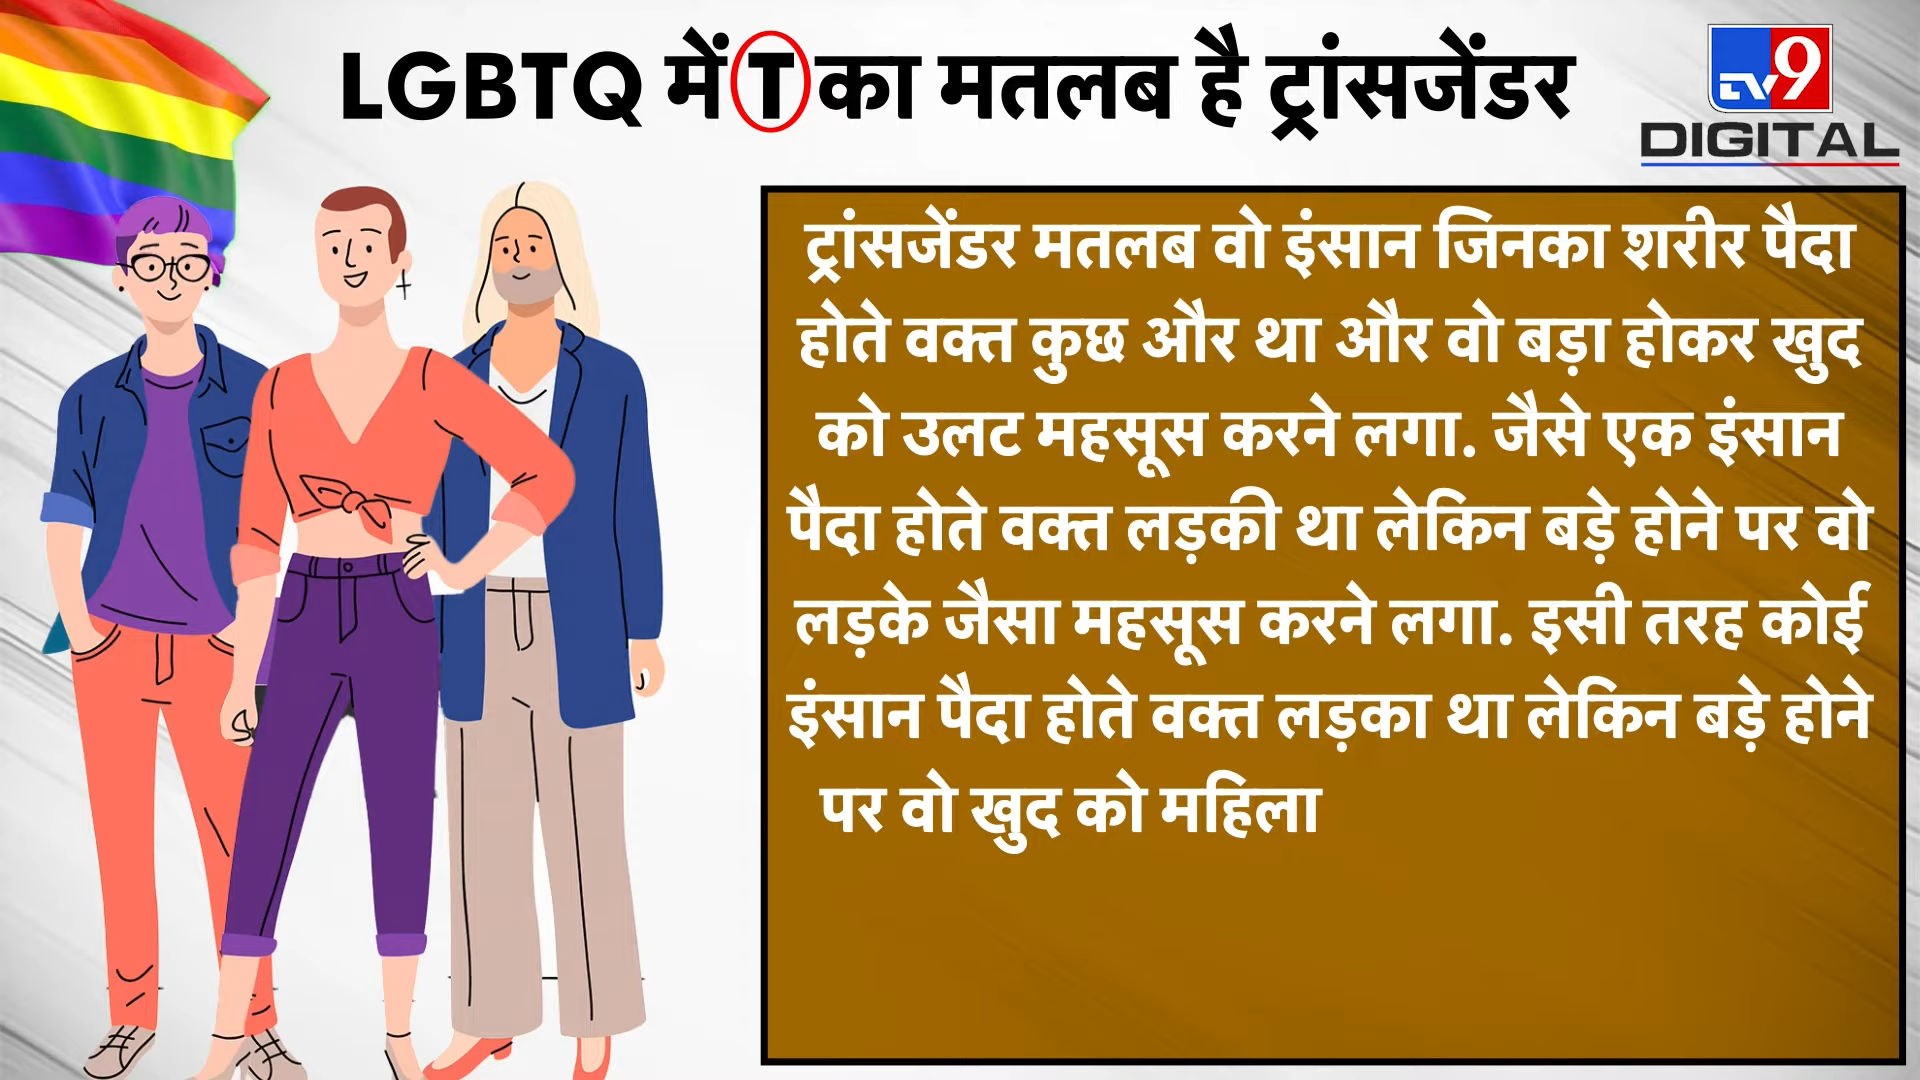 LGBTQ में T का मतलब है ट्रांसजेंडर
TV9
DIGITAL
ट्रांसजेंडर मतलब वो इंसान जिनका शरीर पैदा
होते वक्त कुछ और था और वो बड़ा होकर खुद
को उलट महसूस करने लगा. जैसे एक इंसान
पैदा होते वक्त लड़की था लेकिन बड़े होने पर वो
लड़के जैसा महसूस करने लगा. इसी तरह कोई
इंसान पैदा होते वक्त लड़का था लेकिन बड़े होने
पर वो खुद को महिला